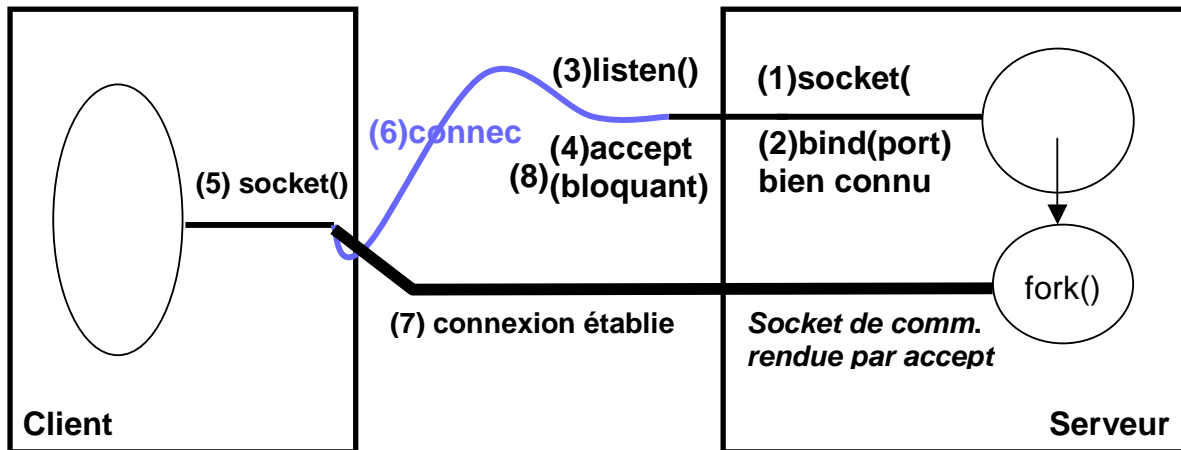 (3)listen()
(1)socket(
(6)connec
(4)accept
(8)
(bloquant)
(2)bind(port)
bien connu
(5) socket()
fork()
(7) connexion établie
Socket de comm.
rendue par accept
Client
Serveur